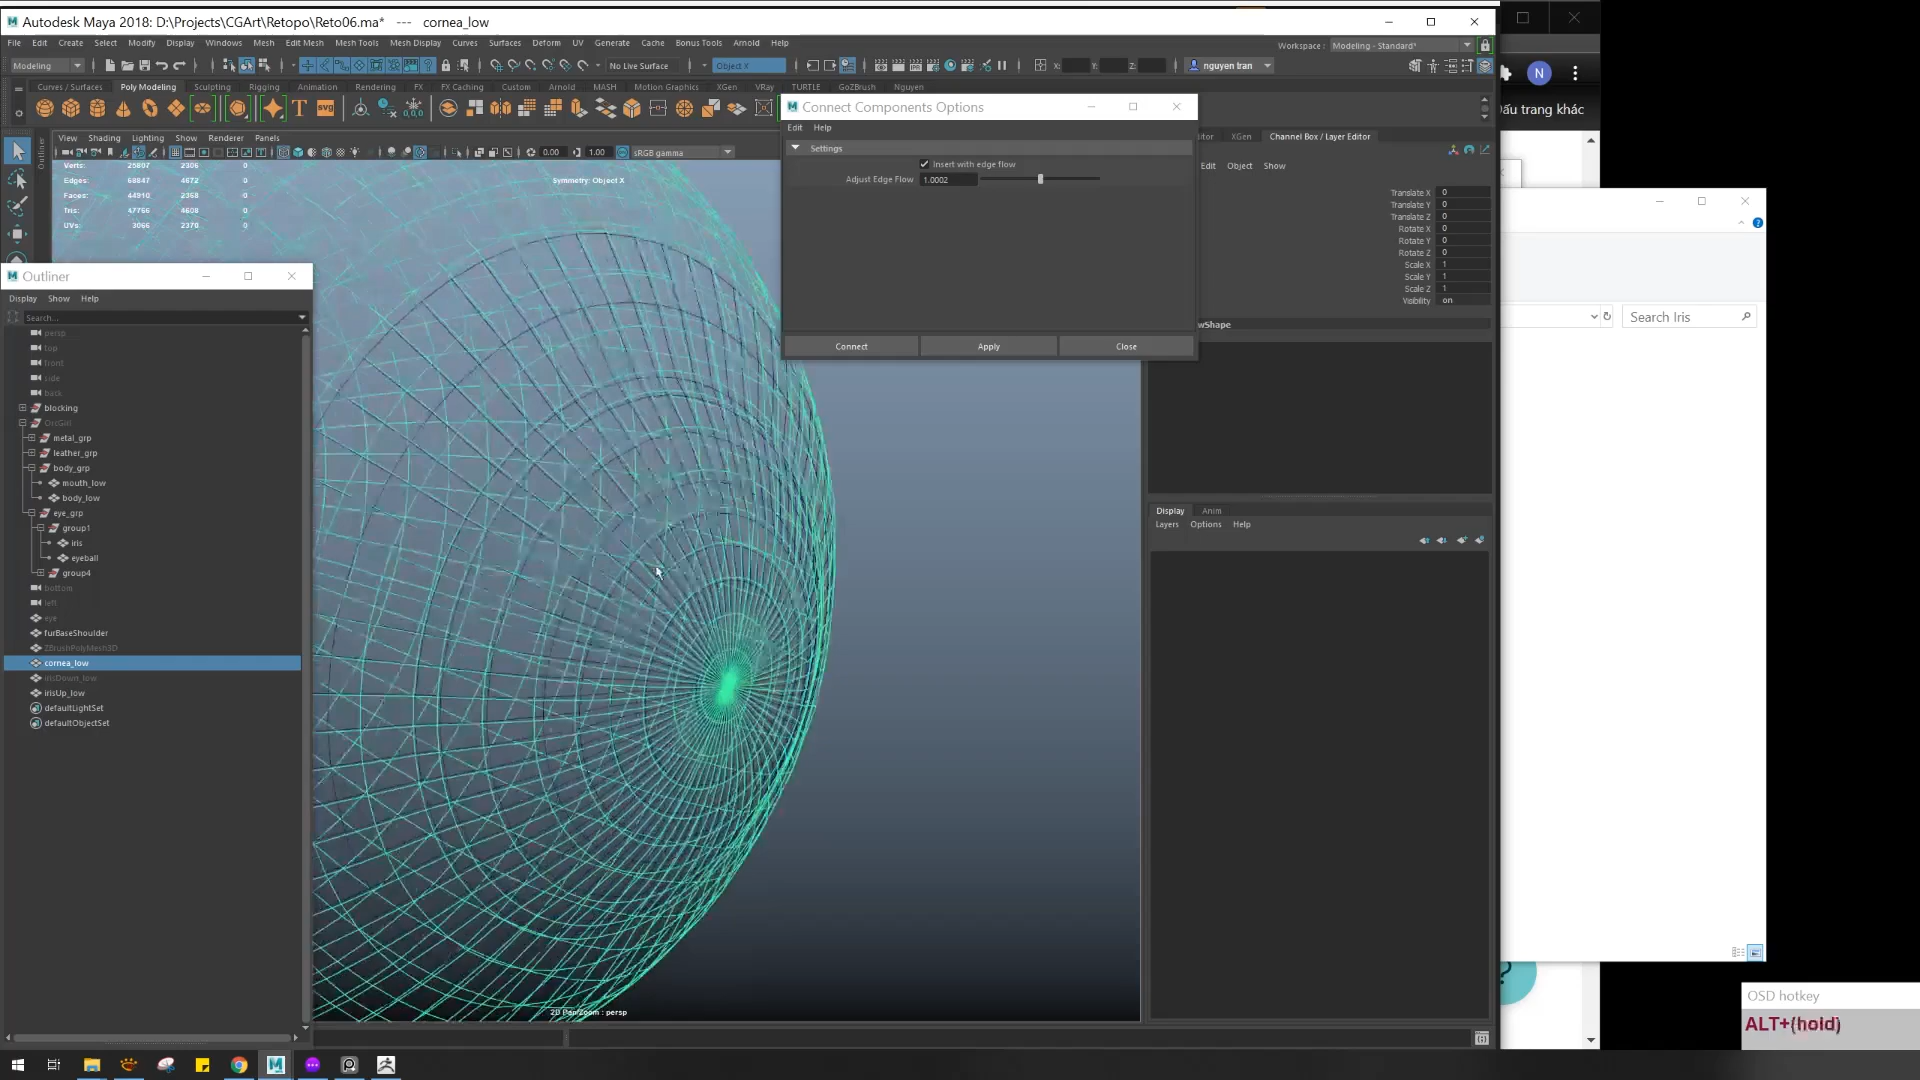 Autodesk Maya 2018: D:\Projects\CGArt\Retopo\Reto06.ma* --- cornea_low
File Edit Create Select Modify Display Windows Mesh Edit Mesh Mesh Tools Mesh Display Curves Surfaces Deform UV Generate Cache Bonus Tools Arnold Help
Workspace : Modeling - Standard*
Modeling No Live Surface Object X X: Y: Z: nguyen tran
Curves / Surfaces Poly Modeling Sculpting Rigging Animation Rendering FX FX Caching Custom Arnold MASH Motion Graphics XGen VRay TURTLE GoZBrush Nguyen
View Shading Lighting Show Renderer Panels
0.00 1.00 sRGB gamma
Verts: 25807 2306 0
Edges: 68847 4672 0
Faces: 44910 2368 0
Tris: 47766 4608 0
UVs: 3066 2370 0
Symmetry: Object X
Connect Components Options
Edit Help
Settings
Insert with edge flow
Adjust Edge Flow 1.0002
Connect Apply Close
XGen Channel Box / Layer Editor
Edit Object Show
Translate X 0
Translate Y 0
Translate Z 0
Rotate X 0
Rotate Y 0
Rotate Z 0
Scale X 1
Scale Y 1
Scale Z 1
Visibility on
wShape
Display Anim
Layers Options Help
Outliner
Outliner
Display Show Help
Search...
persp
top
front
side
back
blocking
OrcGirl
metal_grp
leather_grp
body_grp
mouth_low
body_low
eye_grp
group1
iris
eyeball
group4
bottom
left
eye
furBaseShoulder
ZBrushPolyMesh3D
cornea_low
irisDown_low
irisUp_low
defaultLightSet
defaultObjectSet
2D Pan/Zoom : persp
N
Dấu trang khác
Search Iris
OSD hotkey
ALT+(hold)